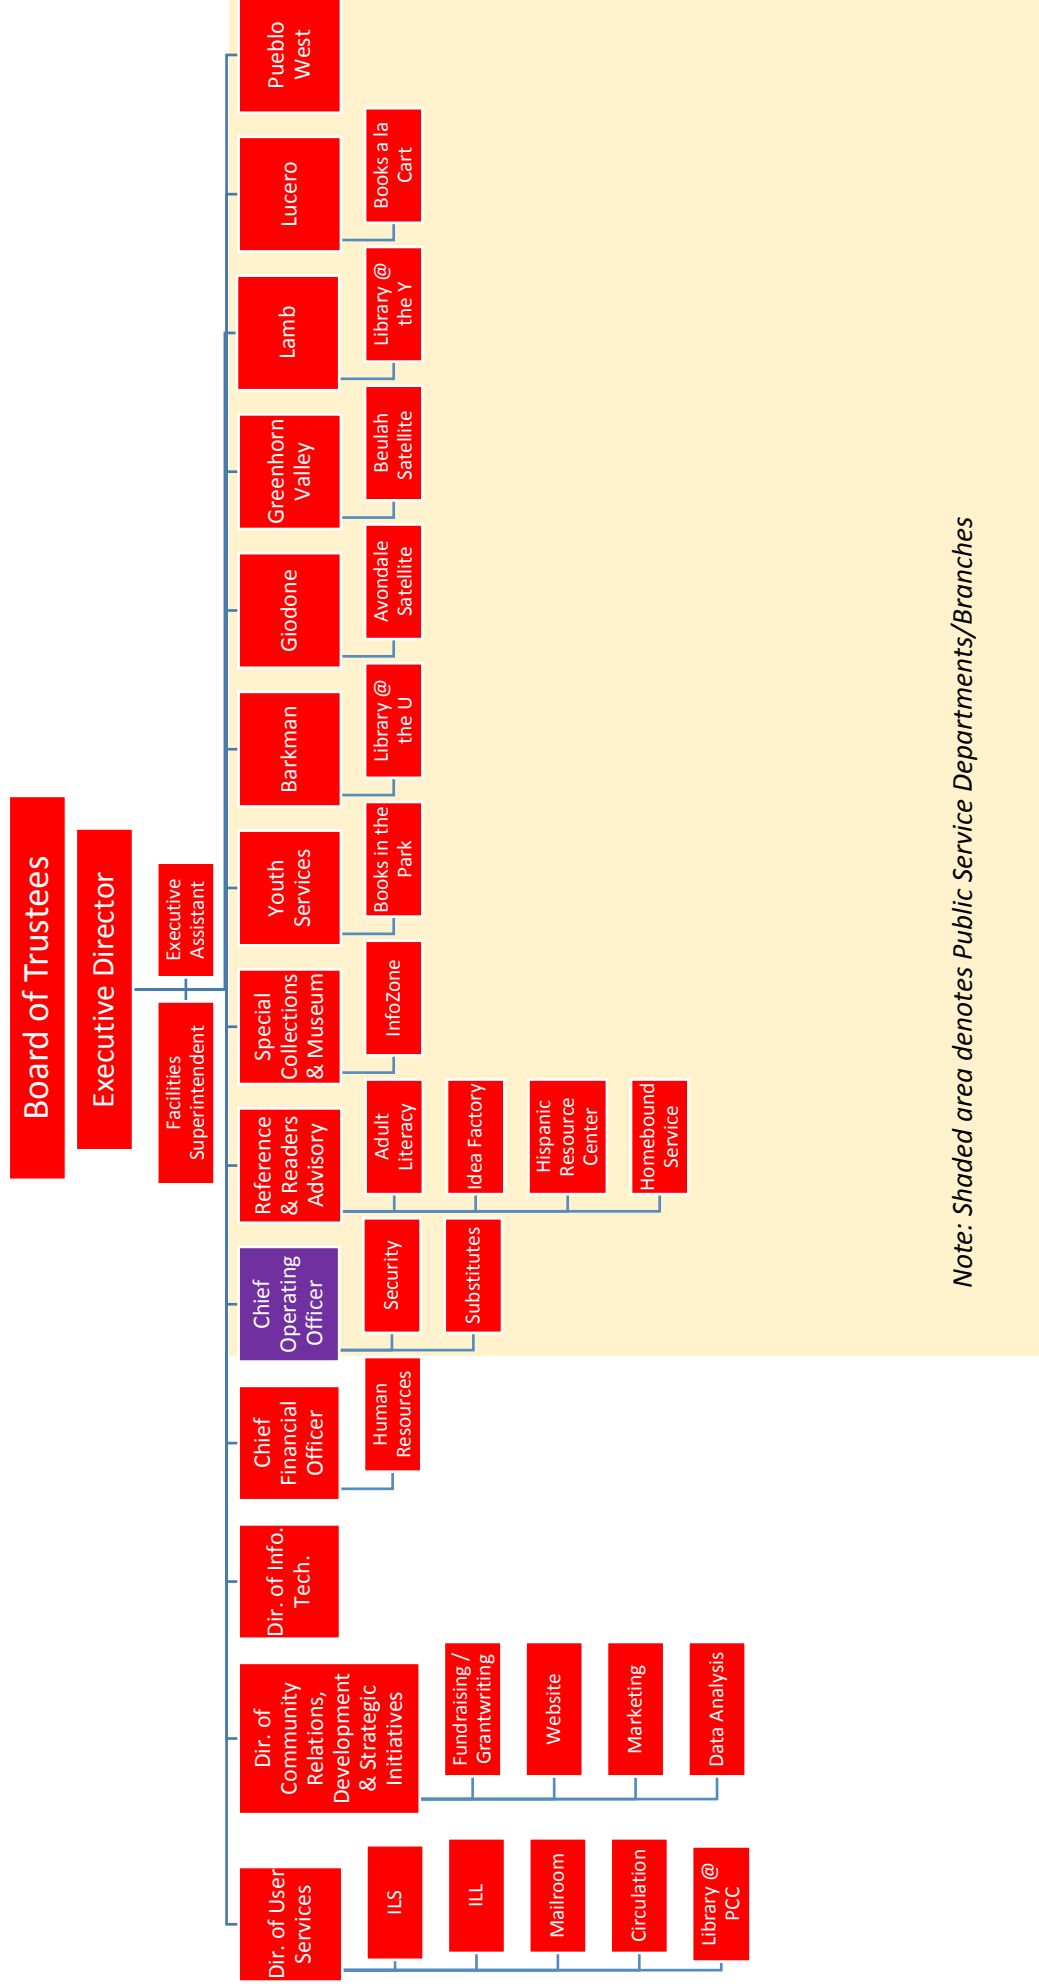 Board of Trustees
Executive Director
Facilities
Superintendent
Executive
Assistant
Dir. of User
Services
ILS
ILL
Mailroom
Circulation
Library @
PCC
Dir. of
Community
Relations,
Development
& Strategic
Initiatives
Fundraising /
Grantwriting
Website
Marketing
Data Analysis
Dir. of Info.
Tech.
Chief
Financial
Officer
Human
Resources
Chief
Operating
Officer
Security
Substitutes
Reference
& Readers
Advisory
Adult
Literacy
Idea Factory
Hispanic
Resource
Center
Homebound
Service
Special
Collections
& Museum
InfoZone
Youth
Services
Books in the
Park
Barkman
Library @
the U
Giodone
Avondale
Satellite
Greenhorn
Valley
Beulah
Satellite
Lamb
Library @
the Y
Lucero
Books a la
Cart
Pueblo
West
Note: Shaded area denotes Public Service Departments/Branches